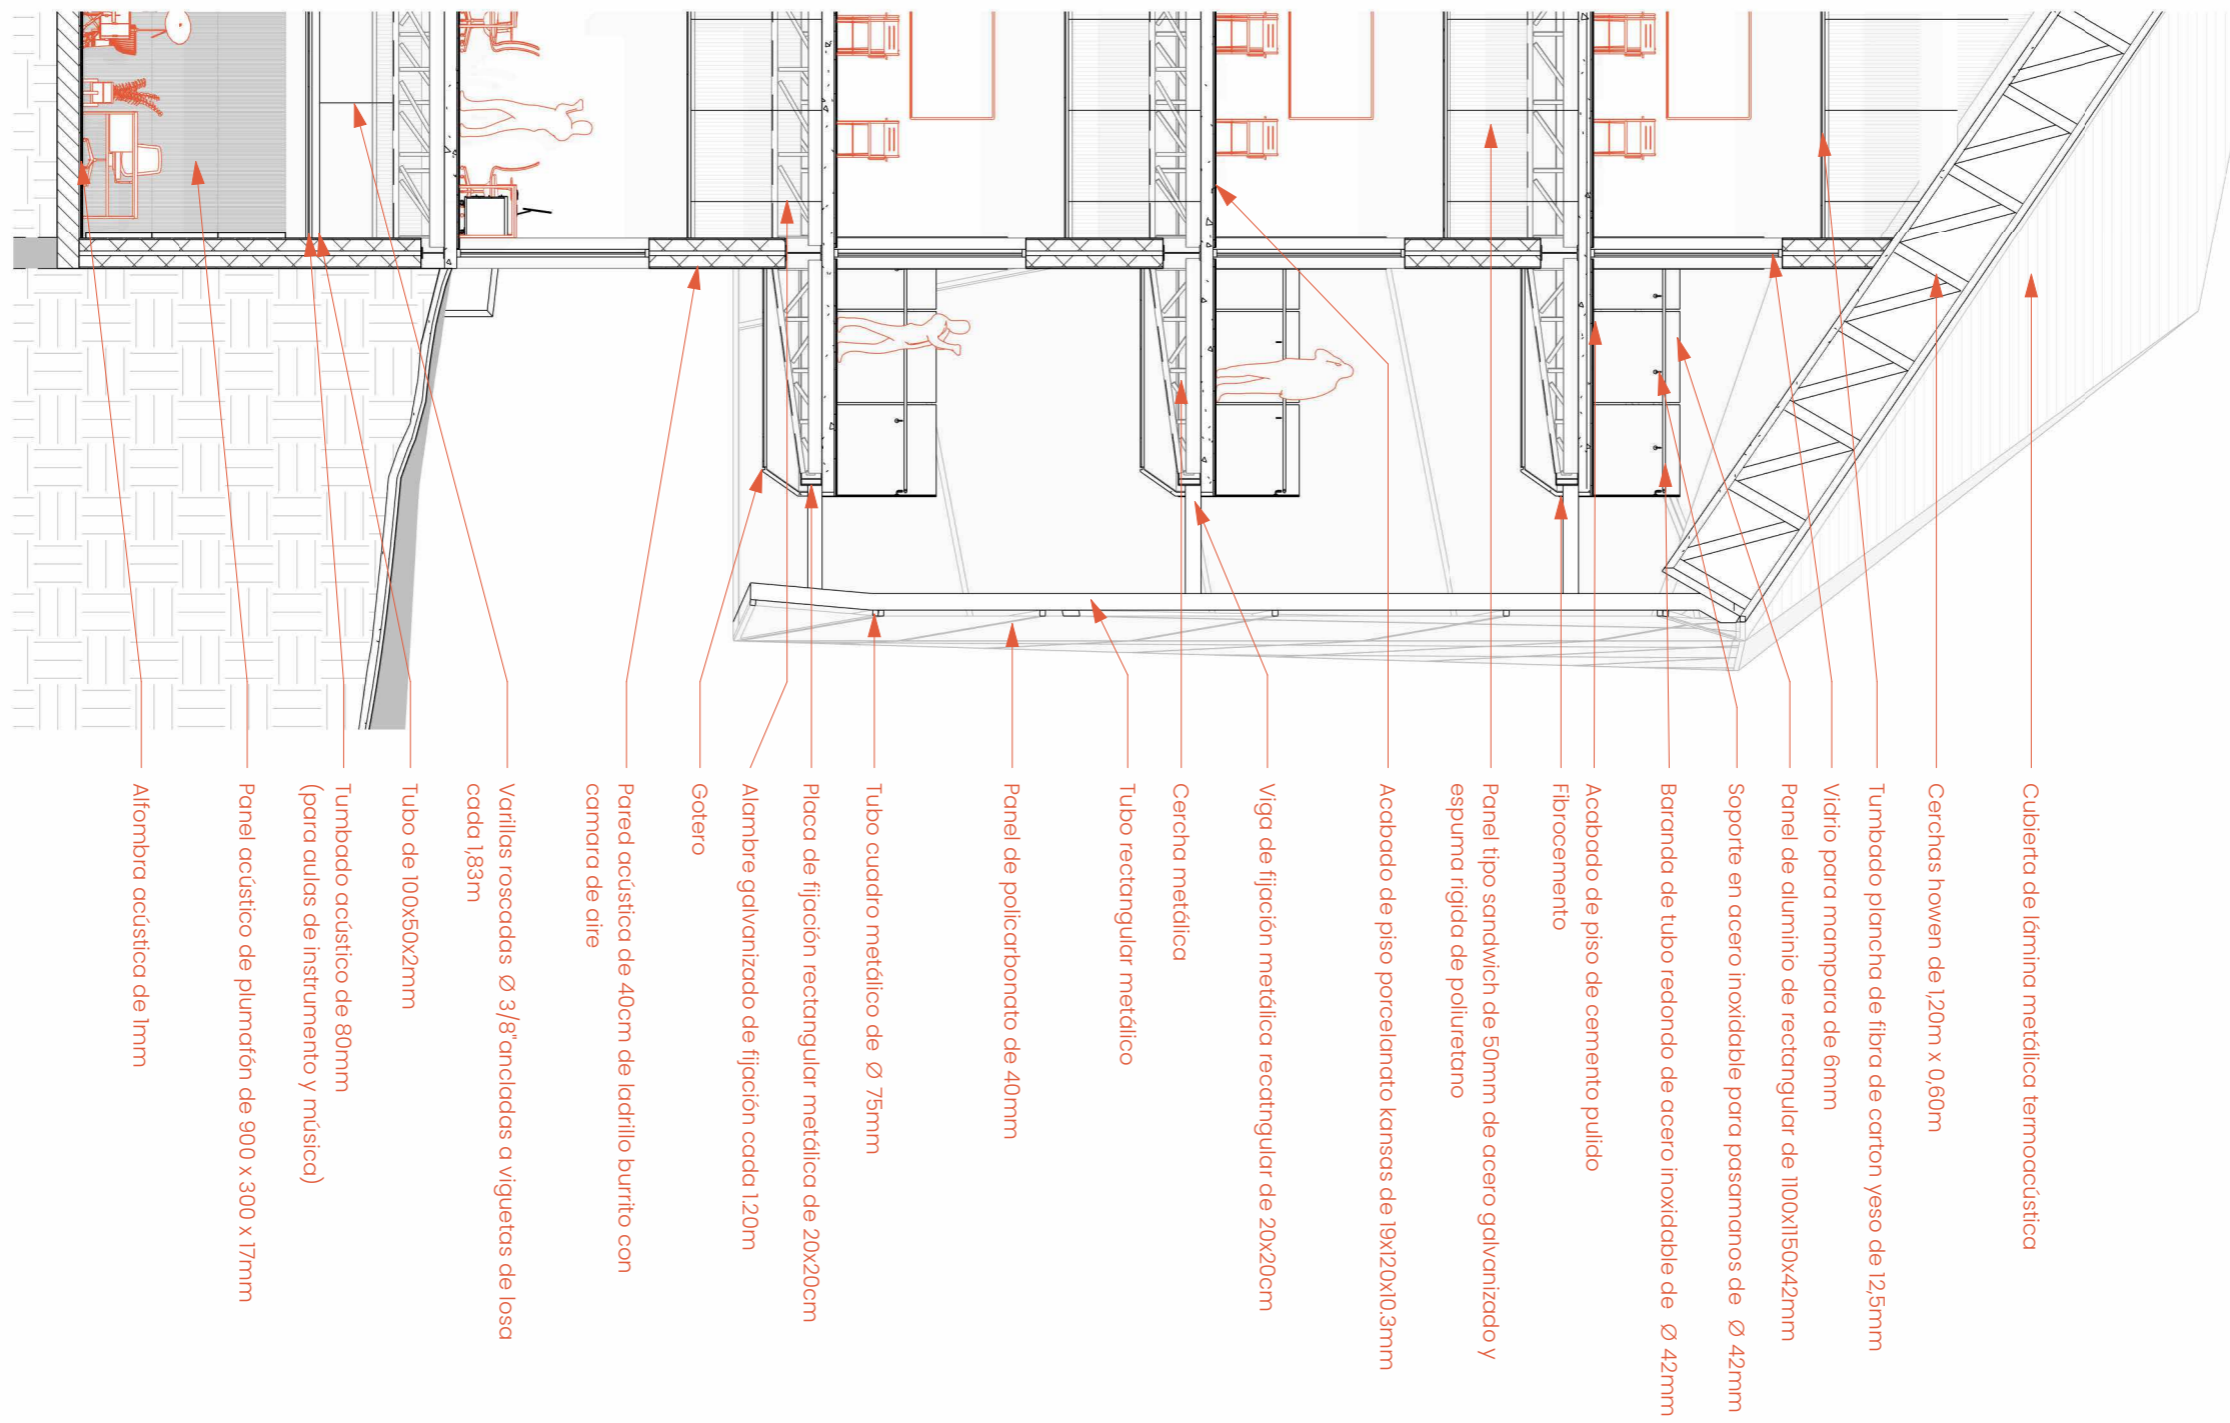 Cubierta de lámina metálica termoacústica
Cerchas howen de 1,20m x 0,60m
Tumbado plancha de fibra de carton yeso de 12,5mm
Vidrio para mampara de 6mm
Panel de aluminio de rectangular de 1100x1150x42mm
Soporte en acero inoxidable para pasamanos de Ø 42mm
Baranda de tubo redondo de acero inoxidable de Ø 42mm
Acabado de piso de cemento pulido
Fibrocemento
Panel tipo sandwich de 50mm de acero galvanizado y
espuma rigida de poliuretano
Acabado de piso porcelanato kansas de 19x120x10.3mm
Viga de fijación metálica recatngular de 20x20cm
Cercha metálica
Tubo rectangular metálico
Panel de policarbonato de 40mm
Tubo cuadro metálico de Ø 75mm
Placa de fijación rectangular metálica de 20x20cm
Alambre galvanizado de fijación cada 1.20m
Gotero
Pared acústica de 40cm de ladrillo burrito con
camara de aire
Varillas roscadas Ø 3/8"ancladas a viguetas de losa
cada 1,83m
Tubo de 100x50x2mm
Tumbado acústico de 80mm
(para aulas de instrumento y música)
Panel acústico de plumafón de 900 x 300 x 17mm
Alfombra acústica de 1mm